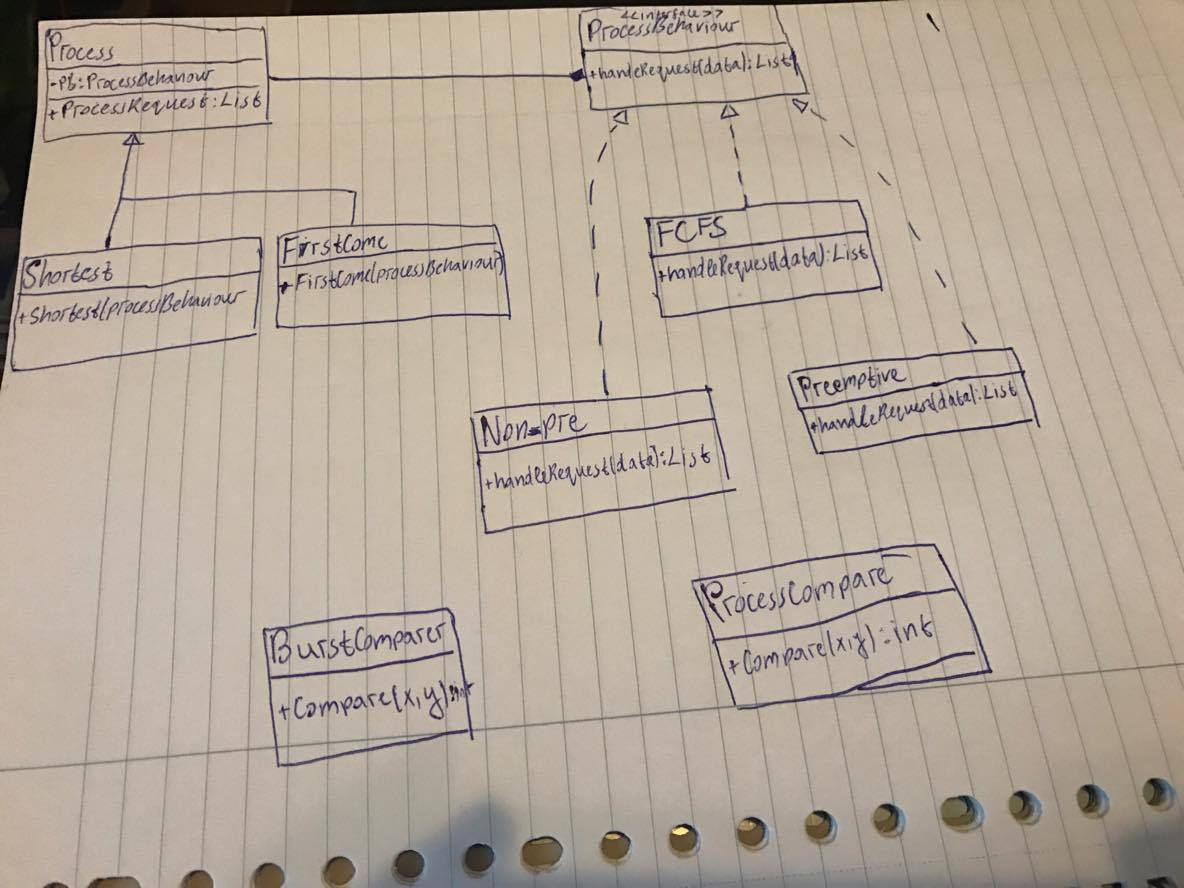 Process
-Pb:ProcessBehaviour
+ProcessRequest:List
<<interface>>
ProcessBehaviour
+handleRequest(data):List
Shortest
+Shortest(processBehaviour
FirstCome
+FirstCome(processBehaviour)
FCFS
+handleRequest(data):List
Preemptive
+handleRequest(data):List
Non-pre
+handleRequest(data):List
BurstComparer
+Compare(x,y):int
ProcessCompare
+Compare(x,y):int